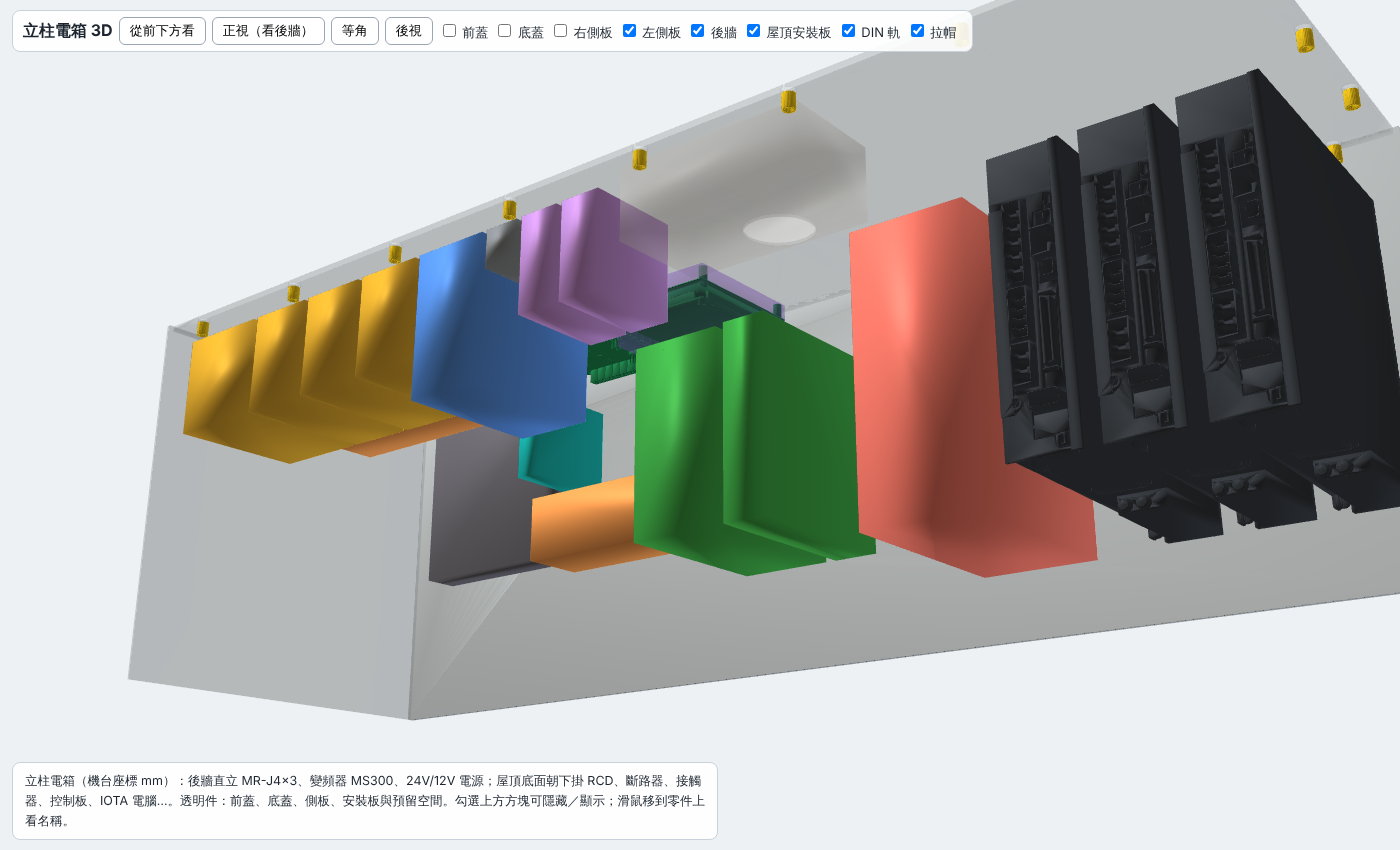 立柱電箱 3D 從前下方看 正視（看後牆） 等角 後視 前蓋 底蓋 右側板 左側板 後牆 屋頂安裝板 DIN 軌 拉帽
立柱電箱（機台座標 mm）：後牆直立 MR-J4×3、變頻器 MS300、24V/12V 電源；屋頂底面朝下掛 RCD、斷路器、接觸
器、控制板、IOTA 電腦…。透明件：前蓋、底蓋、側板、安裝板與預留空間。勾選上方方塊可隱藏／顯示；滑鼠移到零件上
看名稱。